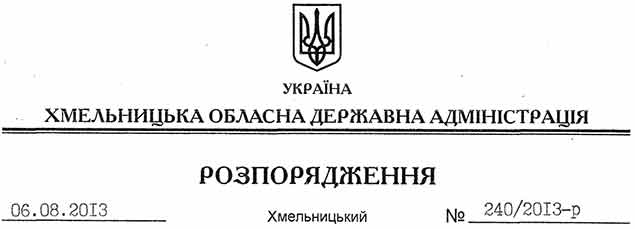 УКРАЇНА
ХМЕЛЬНИЦЬКА ОБЛАСНА ДЕРЖАВНА АДМІНІСТРАЦІЯ
РОЗПОРЯДЖЕННЯ
06.08.2013 Хмельницький № 240/2013-р